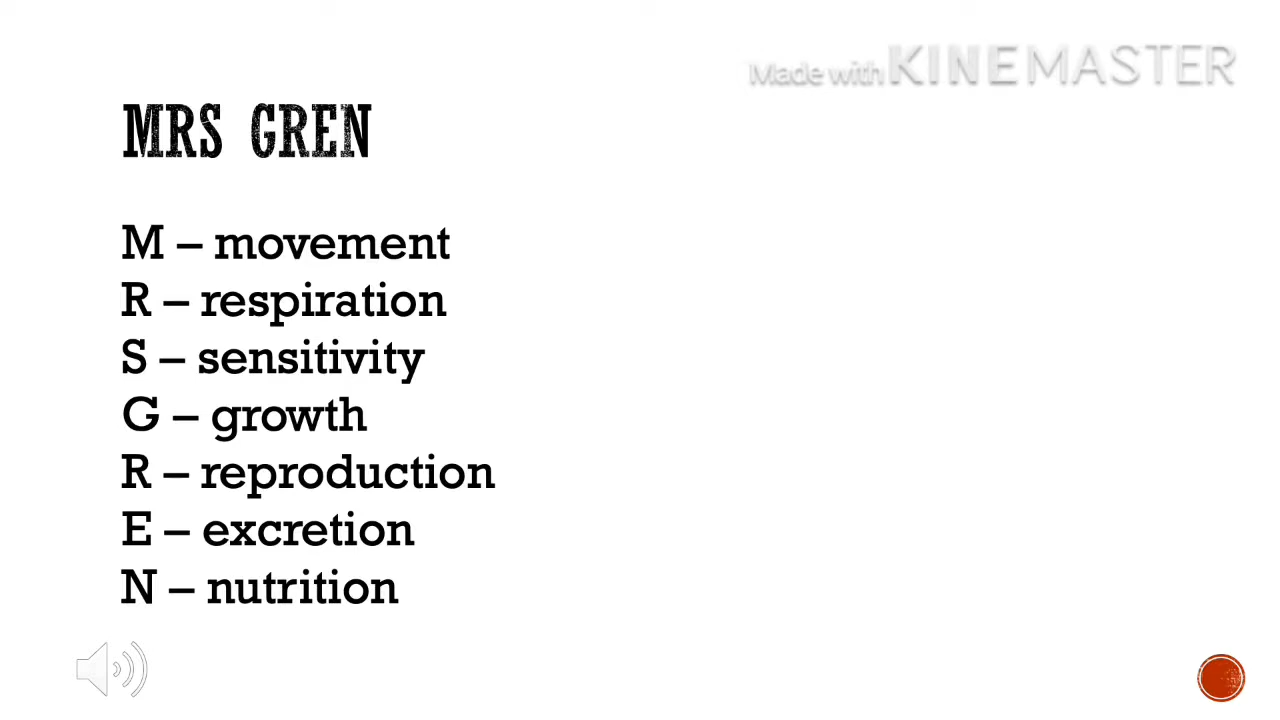 Made with KINEMASTER
MRS GREN
M – movement
R – respiration
S – sensitivity
G – growth
R – reproduction
E – excretion
N – nutrition